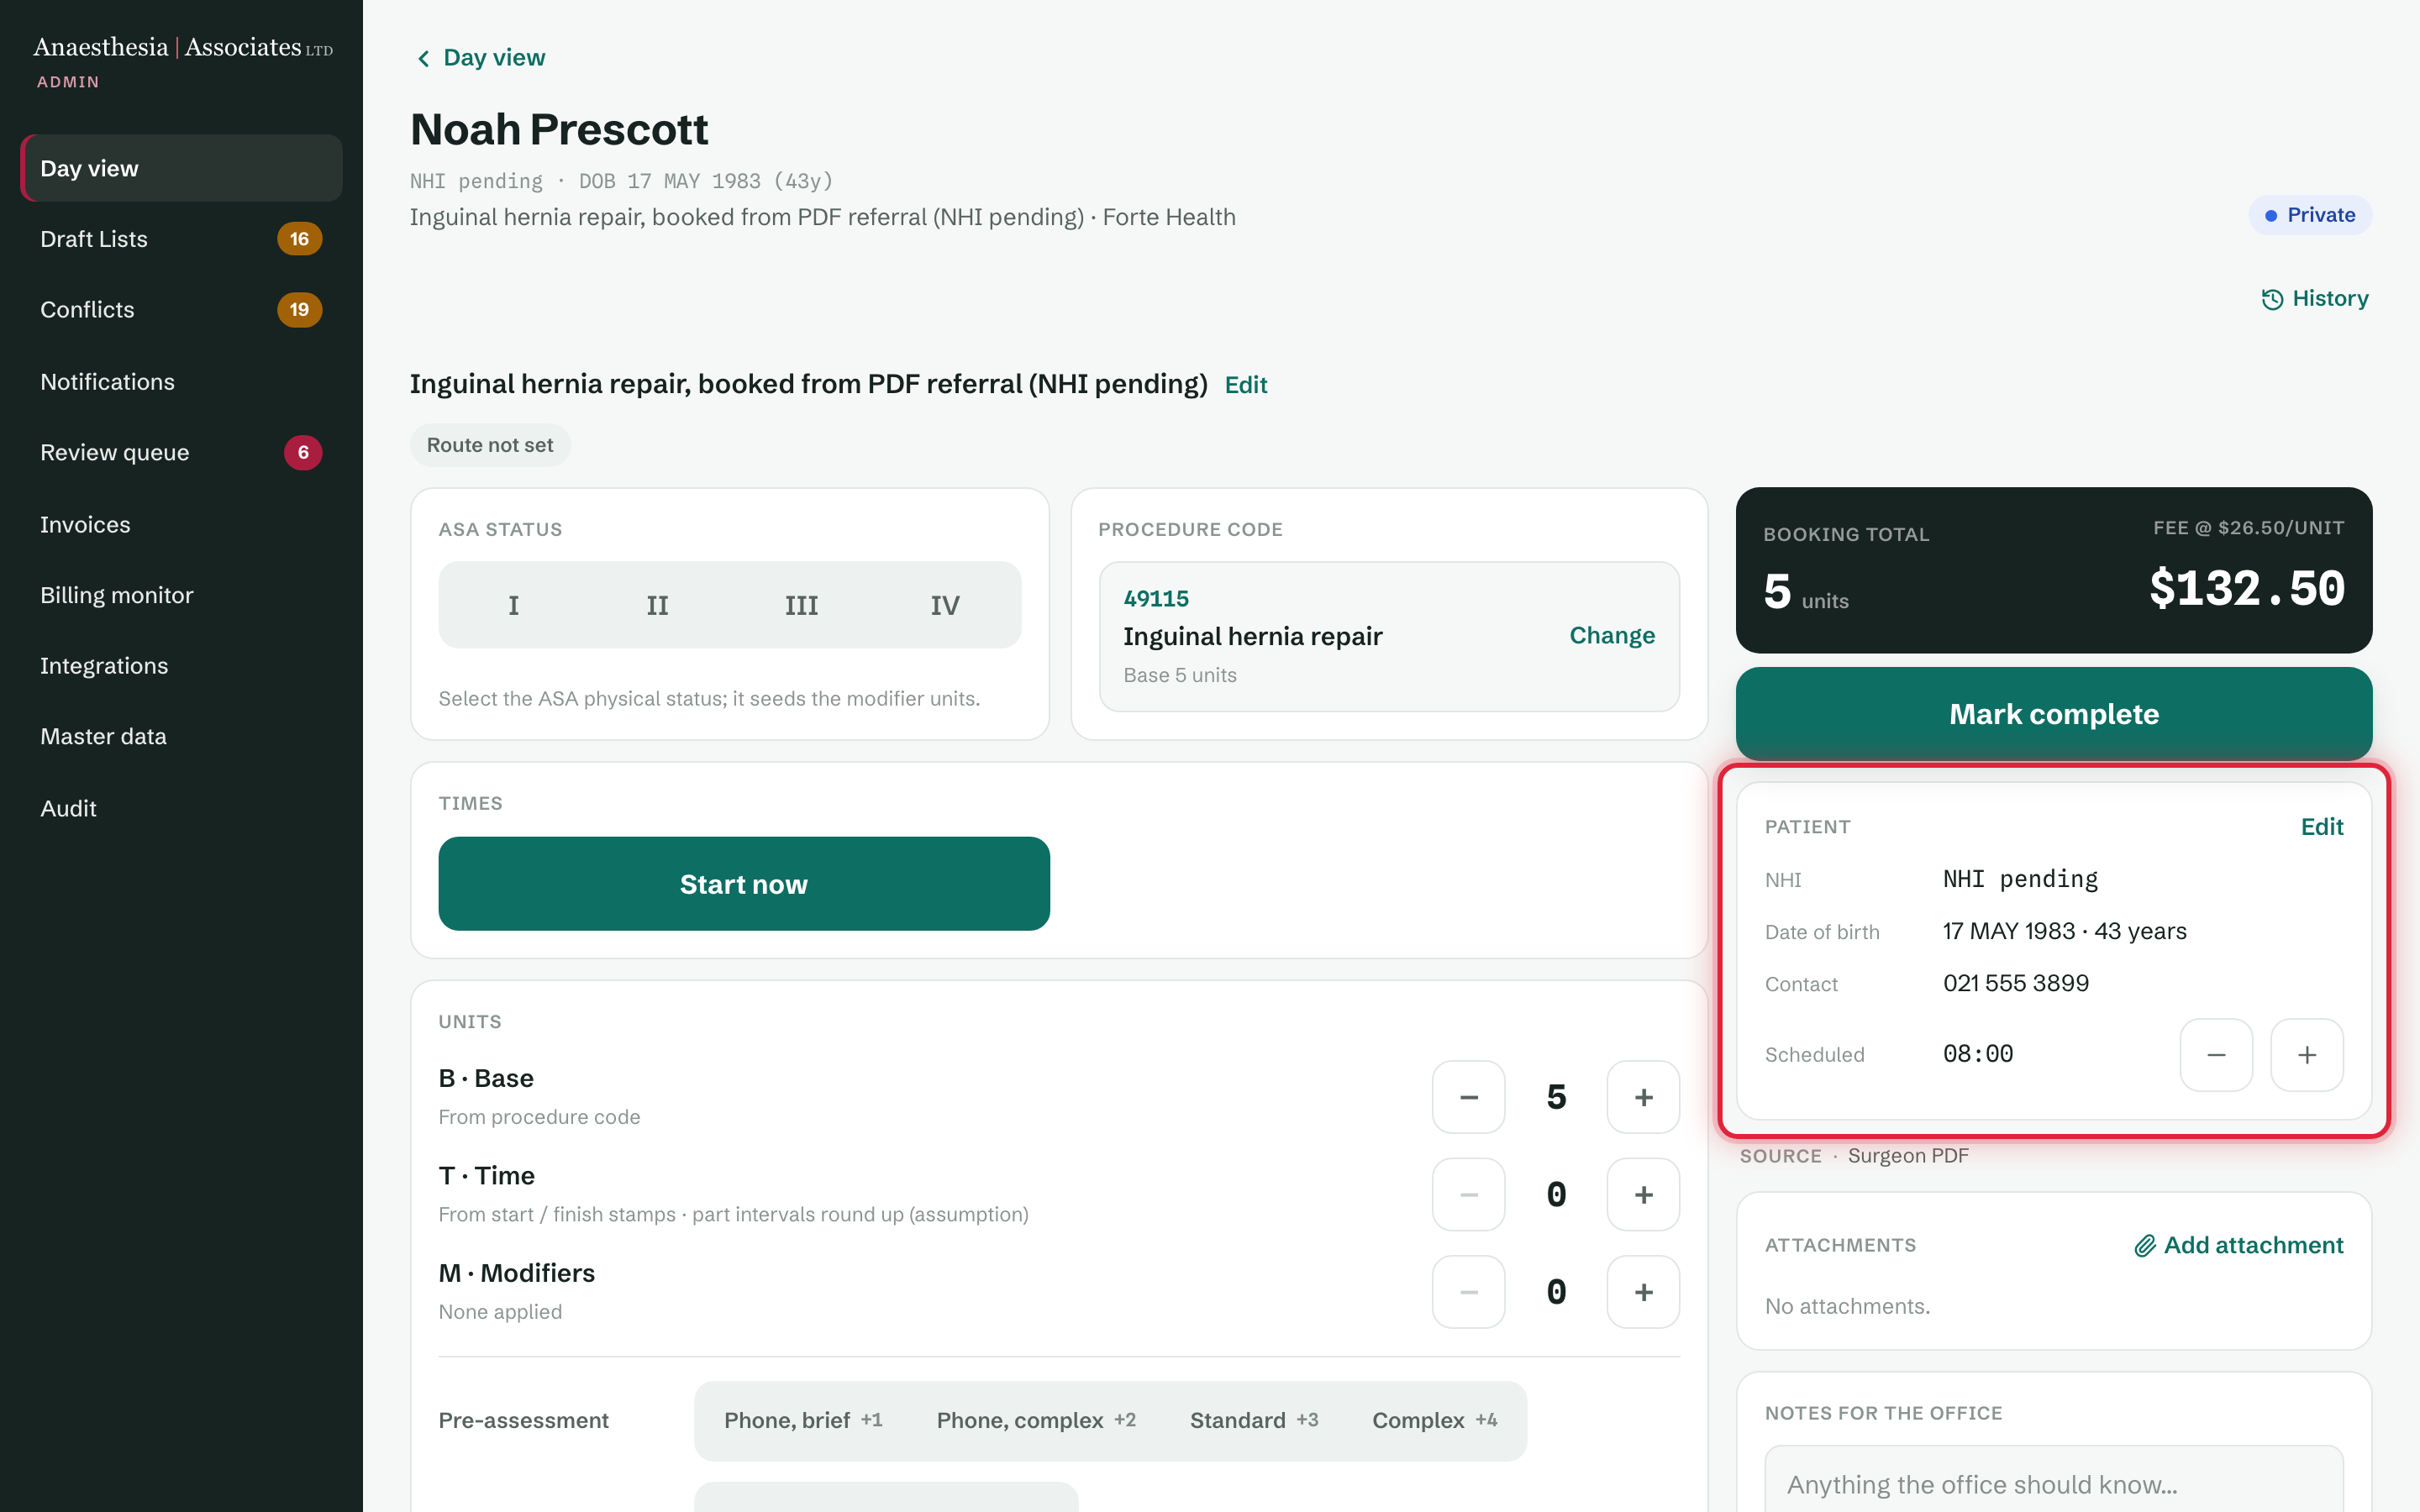 Anaesthesia | Associates LTD
ADMIN
Day view
Draft Lists 16
Conflicts 19
Notifications
Review queue 6
Invoices
Billing monitor
Integrations
Master data
Audit
Day view
Noah Prescott
NHI pending · DOB 17 MAY 1983 (43y)
Inguinal hernia repair, booked from PDF referral (NHI pending) · Forte Health
Private
History
Inguinal hernia repair, booked from PDF referral (NHI pending) Edit
Route not set
ASA STATUS
I II III IV
Select the ASA physical status; it seeds the modifier units.
PROCEDURE CODE
49115
Inguinal hernia repair Change
Base 5 units
TIMES
Start now
UNITS
B · Base
From procedure code
− 5 +
T · Time
From start / finish stamps · part intervals round up (assumption)
− 0 +
M · Modifiers
None applied
− 0 +
Pre-assessment Phone, brief +1 Phone, complex +2 Standard +3 Complex +4
BOOKING TOTAL FEE @ $26.50/UNIT
5 units $132.50
Mark complete
PATIENT Edit
NHI NHI pending
Date of birth 17 MAY 1983 · 43 years
Contact 021 555 3899
Scheduled 08:00 − +
SOURCE · Surgeon PDF
ATTACHMENTS Add attachment
No attachments.
NOTES FOR THE OFFICE
Anything the office should know...